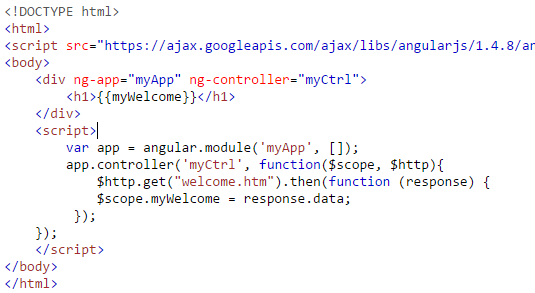 <!DOCTYPE html>
<html>
<script src="https://ajax.googleapis.com/ajax/libs/angularjs/1.4.8/an
<body>
    <div ng-app="myApp" ng-controller="myCtrl">
        <h1>{{myWelcome}}</h1>
    </div>
    <script>
        var app = angular.module('myApp', []);
        app.controller('myCtrl', function($scope, $http){
            $http.get("welcome.htm").then(function (response) {
            $scope.myWelcome = response.data;
         });
    });
    </script>
</body>
</html>